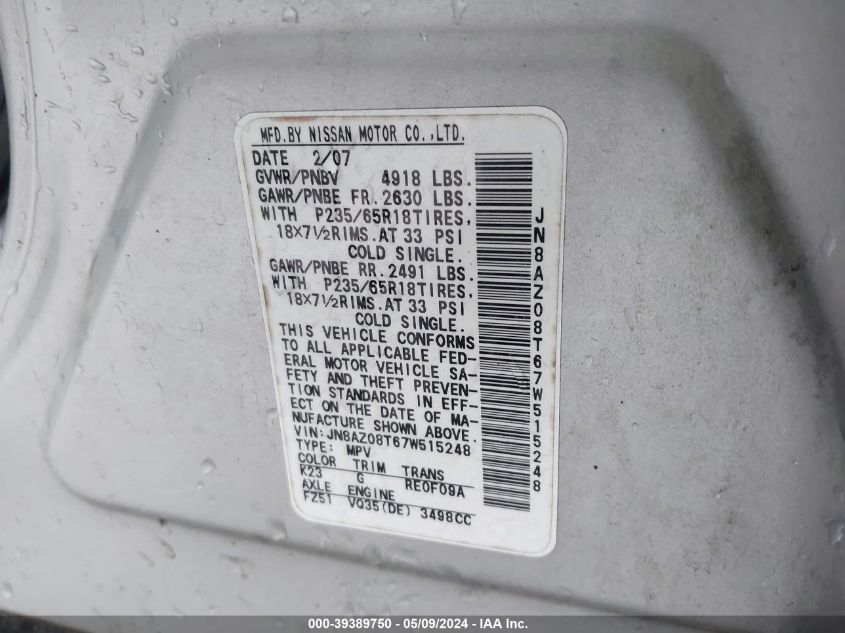 MFD.BY NISSAN MOTOR CO.,LTD.
DATE 2/07
GVWR/PNBV 4918 LBS.
GAWR/PNBE FR. 2630 LBS.
WITH P235/65R18TIRES,
18X7½RIMS.AT 33 PSI
COLD SINGLE.
GAWR/PNBE RR. 2491 LBS.
WITH P235/65R18TIRES,
18X7½RIMS.AT 33 PSI
COLD SINGLE.
THIS VEHICLE CONFORMS
TO ALL APPLICABLE FED-
ERAL MOTOR VEHICLE SA-
FETY AND THEFT PREVEN-
TION STANDARDS IN EFF-
ECT ON THE DATE OF MA-
NUFACTURE SHOWN ABOVE.
VIN:JN8AZ08T67W515248
TYPE: MPV
COLOR TRIM TRANS
K23 G RE0F09A
AXLE ENGINE
FZ51 VQ35(DE) 3498CC
JN8AZ08T67W515248
000-39389750 - 05/09/2024 - IAA Inc.